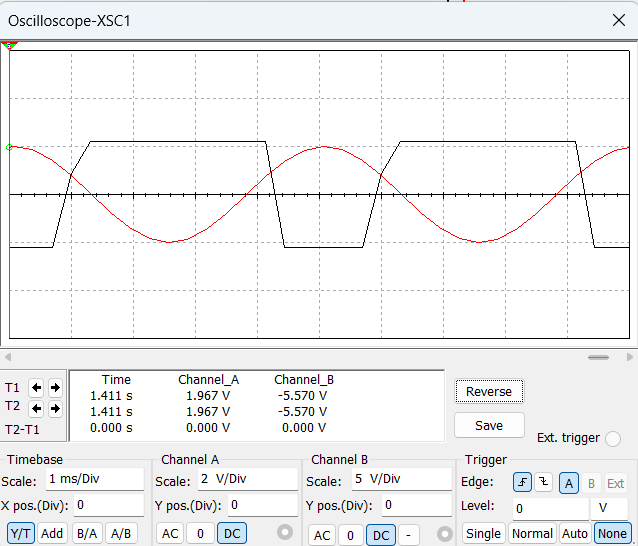 Oscilloscope-XSC1
T1
T2
T2-T1
Time Channel_A Channel_B
1.411 s 1.967 V -5.570 V
1.411 s 1.967 V -5.570 V
0.000 s 0.000 V 0.000 V
Reverse
Save
Ext. trigger
Timebase
Scale: 1 ms/Div
X pos.(Div): 0
Y/T Add B/A A/B
Channel A
Scale: 2 V/Div
Y pos.(Div): 0
AC 0 DC
Channel B
Scale: 5 V/Div
Y pos.(Div): 0
AC 0 DC -
Trigger
Edge: A B Ext
Level: 0 V
Single Normal Auto None